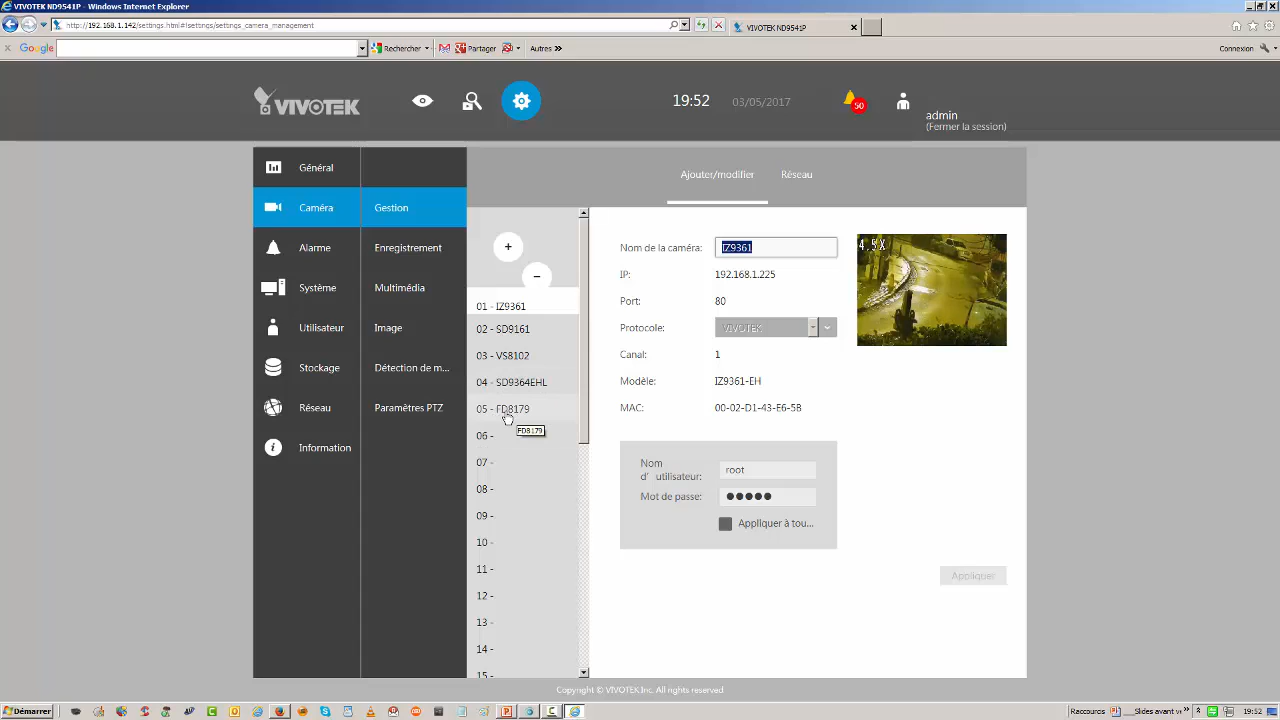 VIVOTEK ND9541P - Windows Internet Explorer
http://192.168.1.142/settings.html#!settings/settings_camera_management
VIVOTEK ND9541P
Google
Rechercher
Partager
Autres »
Connexion
VIVOTEK
19:52
03/05/2017
50
admin
(Fermer la session)
Général
Caméra
Alarme
Système
Utilisateur
Stockage
Réseau
Information
Gestion
Enregistrement
Multimédia
Image
Détection de m...
Paramètres PTZ
Ajouter/modifier
Réseau
+
-
01 - IZ9361
02 - SD9161
03 - VS8102
04 - SD9364EHL
05 - FD8179
FD8179
06 -
07 -
08 -
09 -
10 -
11 -
12 -
13 -
14 -
15 -
Nom de la caméra: IZ9361
IP: 192.168.1.225
Port: 80
Protocole: VIVOTEK
Canal: 1
Modèle: IZ9361-EH
MAC: 00-02-D1-43-E6-5B
4.5X
Nom
d' utilisateur: root
Mot de passe: ●●●●●
Appliquer à tou...
Appliquer
Copyright © VIVOTEK Inc. All rights reserved
Démarrer
Raccourcis
__Slides avant ve
»
19:52